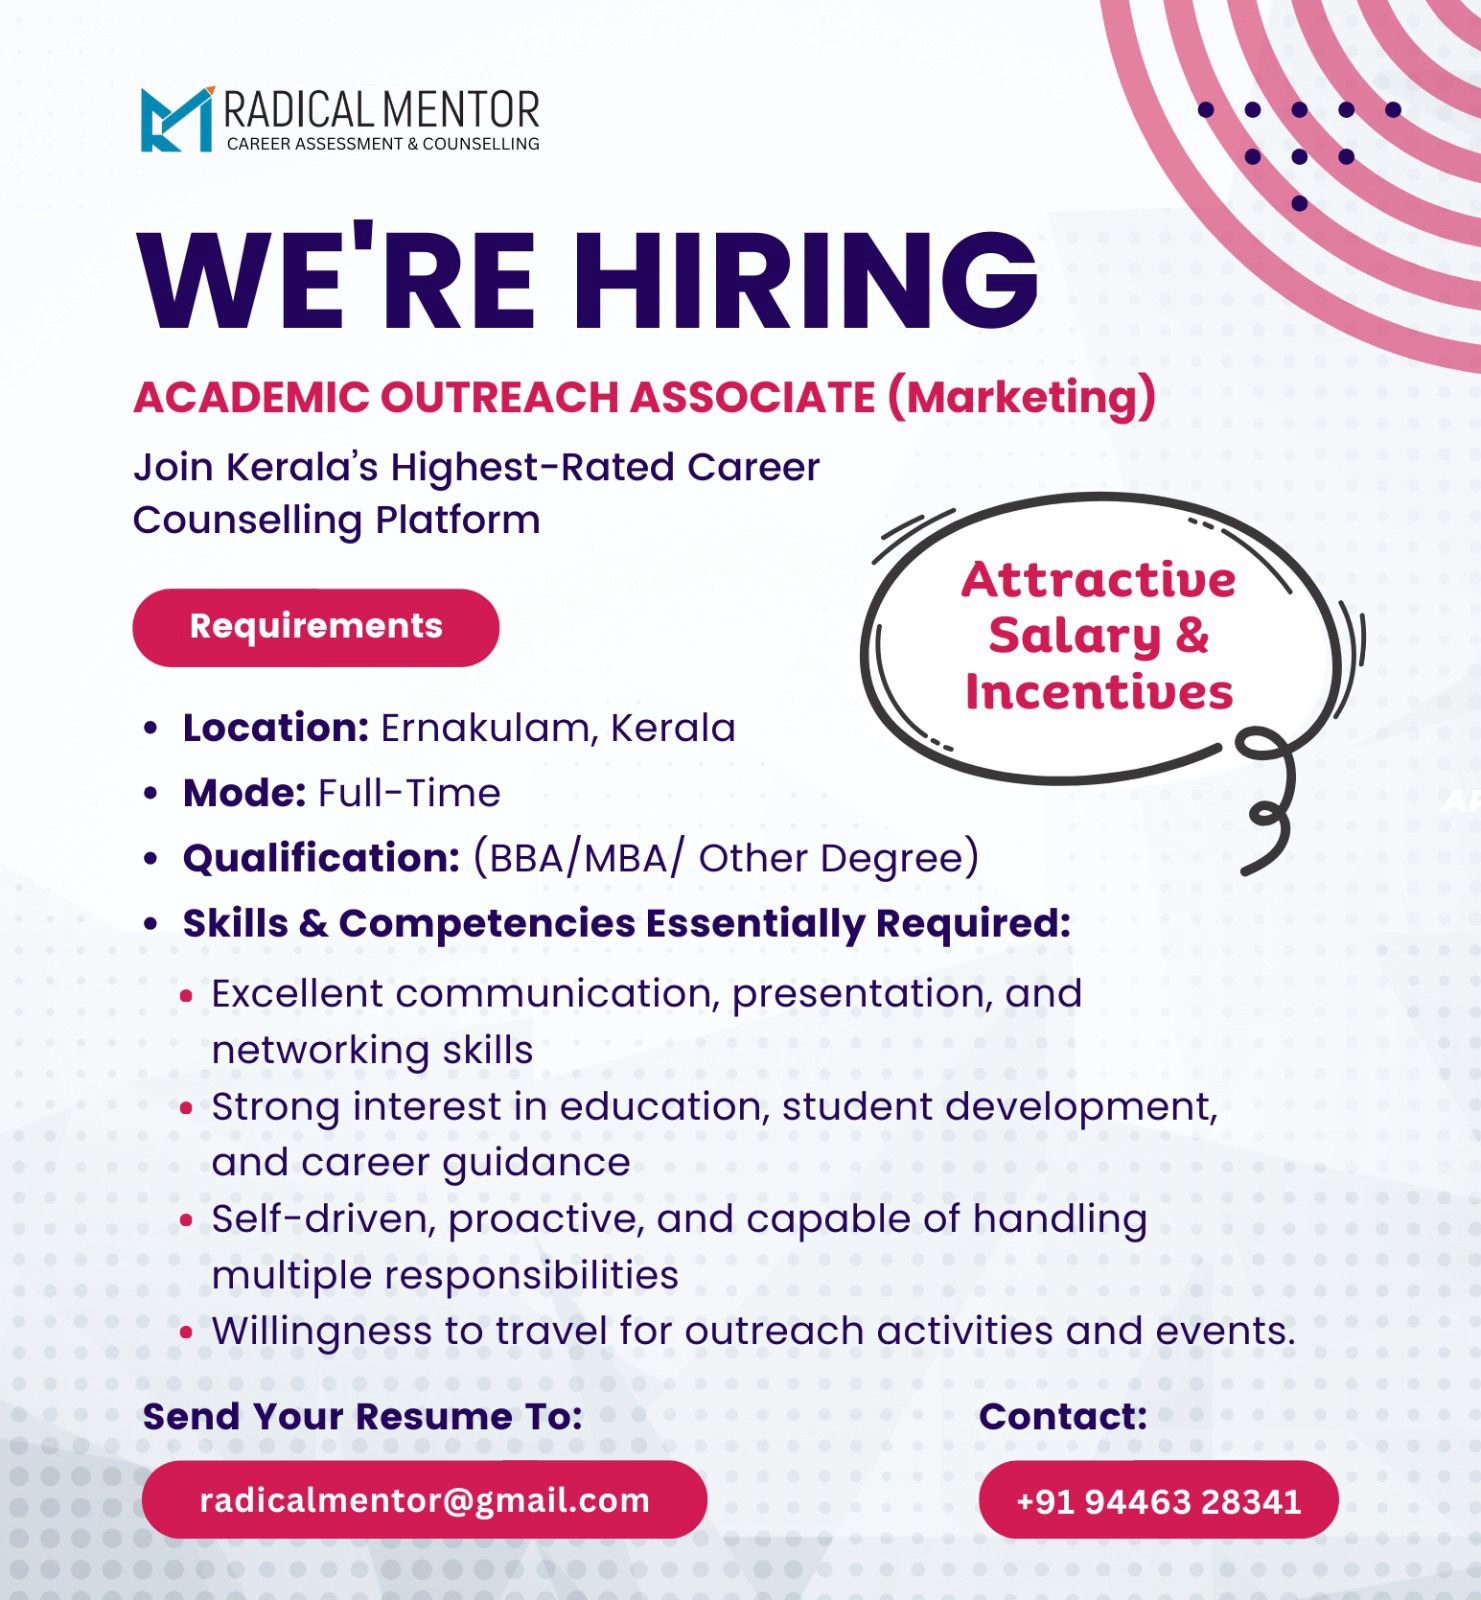 RADICAL MENTOR
CAREER ASSESSMENT & COUNSELLING
WE'RE HIRING
ACADEMIC OUTREACH ASSOCIATE (Marketing)
Join Kerala’s Highest-Rated Career
Counselling Platform
Attractive
Salary &
Incentives
Requirements
• Location: Ernakulam, Kerala
• Mode: Full-Time
• Qualification: (BBA/MBA/ Other Degree)
• Skills & Competencies Essentially Required:
• Excellent communication, presentation, and
networking skills
• Strong interest in education, student development,
and career guidance
• Self-driven, proactive, and capable of handling
multiple responsibilities
• Willingness to travel for outreach activities and events.
Send Your Resume To:
radicalmentor@gmail.com
Contact:
+91 94463 28341